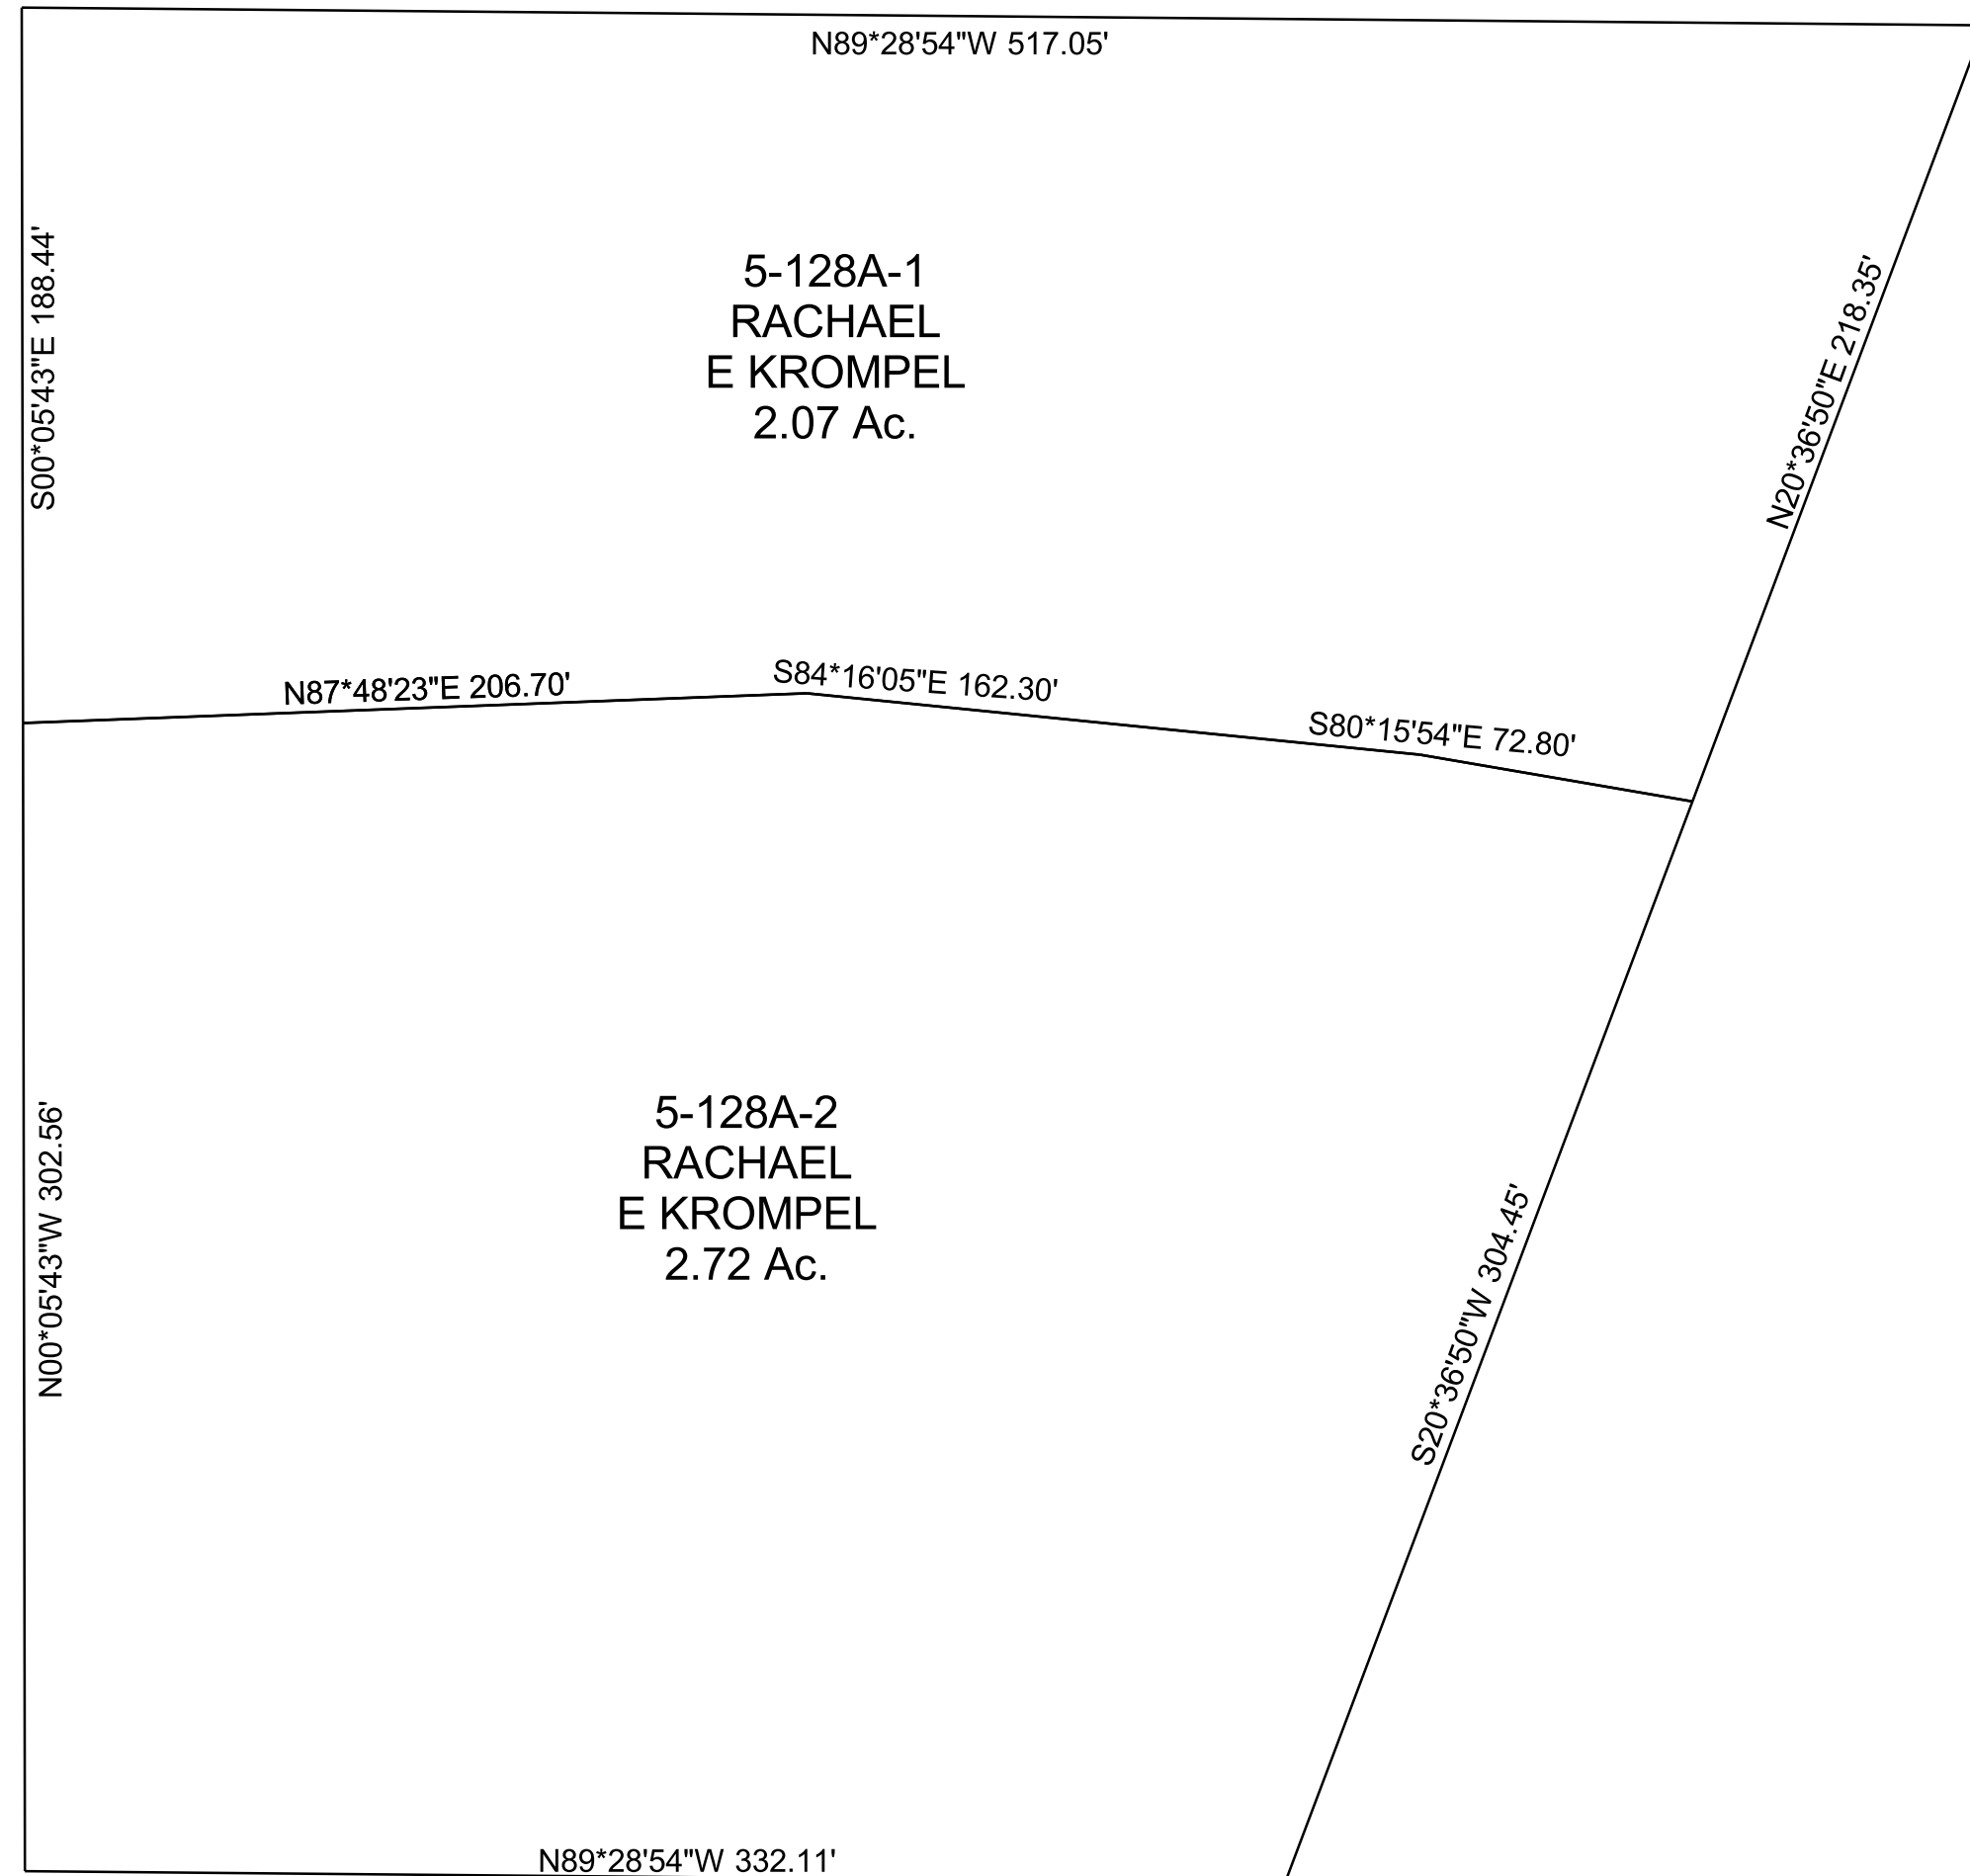 N89*28'54"W 517.05'
S00*05'43"E 188.44'
5-128A-1
RACHAEL
E KROMPEL
2.07 Ac.
N20*36'50"E 218.35'
N87*48'23"E 206.70'
S84*16'05"E 162.30'
S80*15'54"E 72.80'
5-128A-2
RACHAEL
E KROMPEL
2.72 Ac.
N00*05'43"W 302.56'
S20*36'50"W 304.45'
N89*28'54"W 332.11'